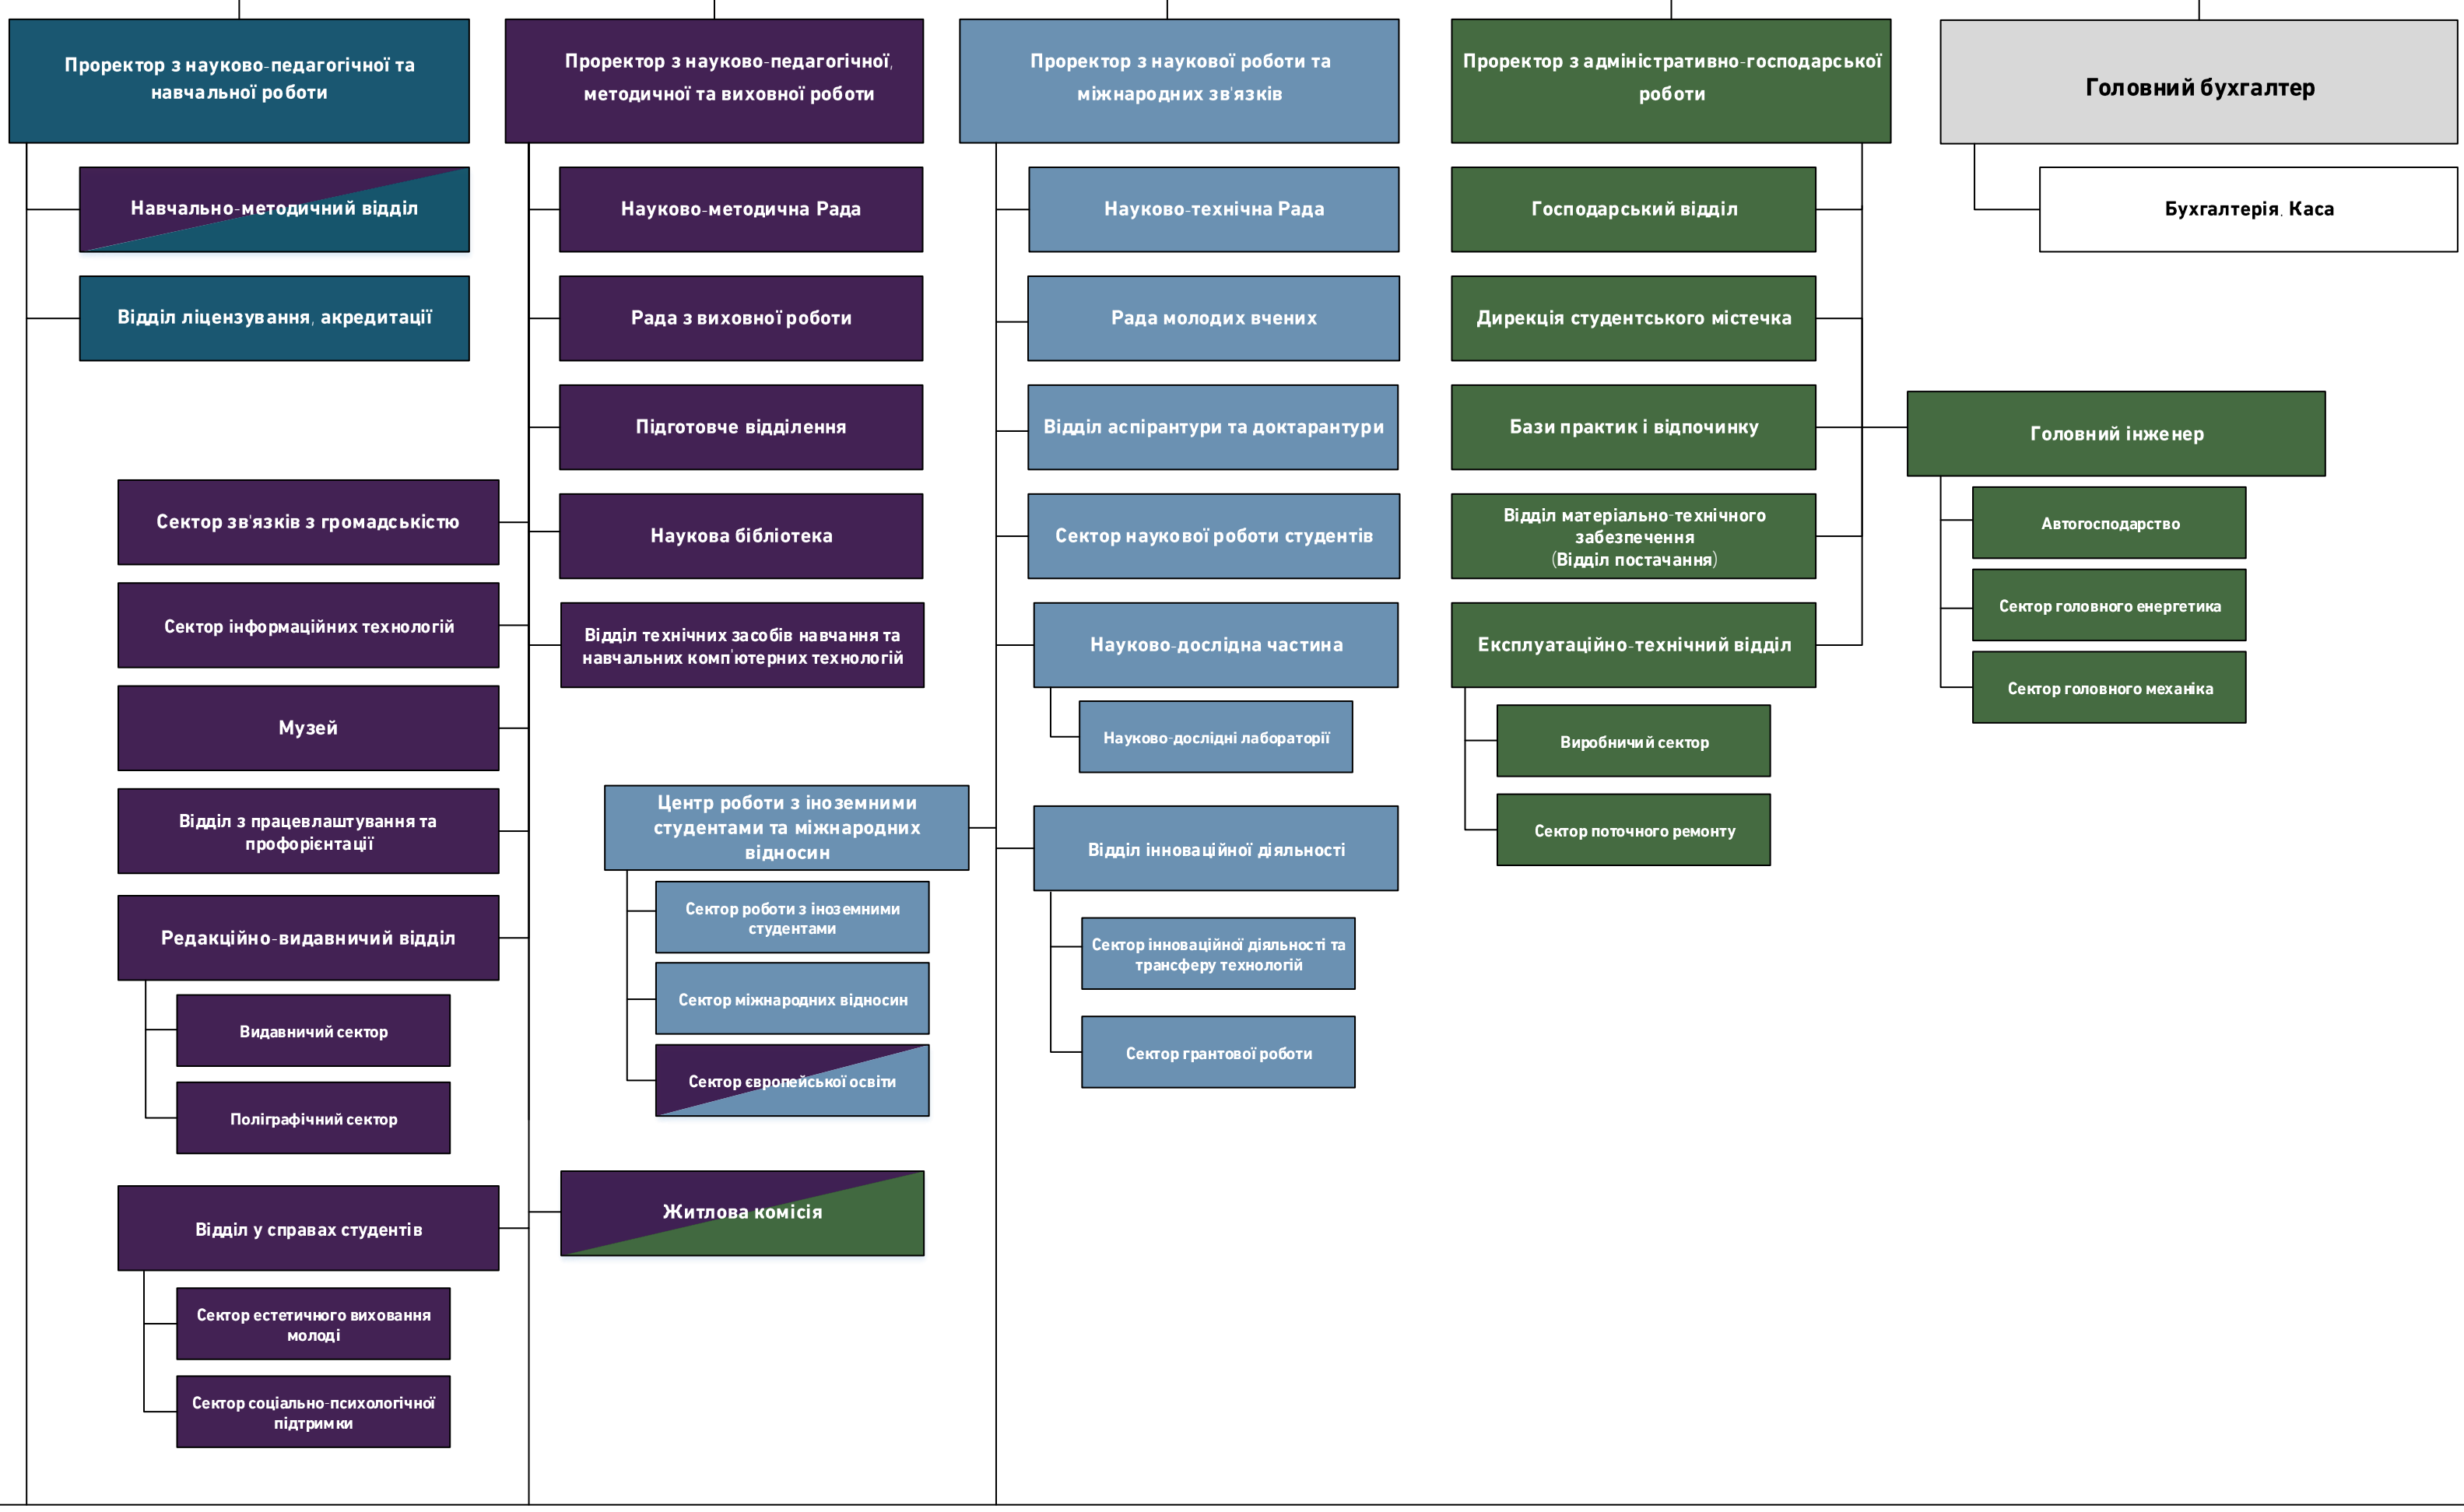 Проректор з науково-педагогічної та
навчальної роботи
Проректор з науково-педагогічної,
методичної та виховної роботи
Проректор з наукової роботи та
міжнародних зв'язків
Проректор з адміністративно-господарської
роботи
Головний бухгалтер
Навчально-методичний відділ
Науково-методична Рада
Науково-технічна Рада
Господарський відділ
Бухгалтерія. Каса
Відділ ліцензування, акредитації
Рада з виховної роботи
Рада молодих вчених
Дирекція студентського містечка
Підготовче відділення
Відділ аспірантури та доктарантури
Бази практик і відпочинку
Головний інженер
Сектор зв'язків з громадськістю
Наукова бібліотека
Сектор наукової роботи студентів
Відділ матеріально-технічного
забезпечення
(Відділ постачання)
Автогосподарство
Сектор інформаційних технологій
Відділ технічних засобів навчання та
навчальних комп'ютерних технологій
Науково-дослідна частина
Експлуатаційно-технічний відділ
Сектор головного енергетика
Сектор головного механіка
Музей
Науково-дослідні лабораторії
Виробничий сектор
Відділ з працевлаштування та
профорієнтації
Центр роботи з іноземними
студентами та міжнародних
відносин
Відділ інноваційної діяльності
Сектор поточного ремонту
Редакційно-видавничий відділ
Сектор роботи з іноземними
студентами
Сектор інноваційної діяльності та
трансферу технологій
Видавничий сектор
Сектор міжнародних відносин
Сектор грантової роботи
Поліграфічний сектор
Сектор європейської освіти
Відділ у справах студентів
Житлова комісія
Сектор естетичного виховання
молоді
Сектор соціально-психологічної
підтримки